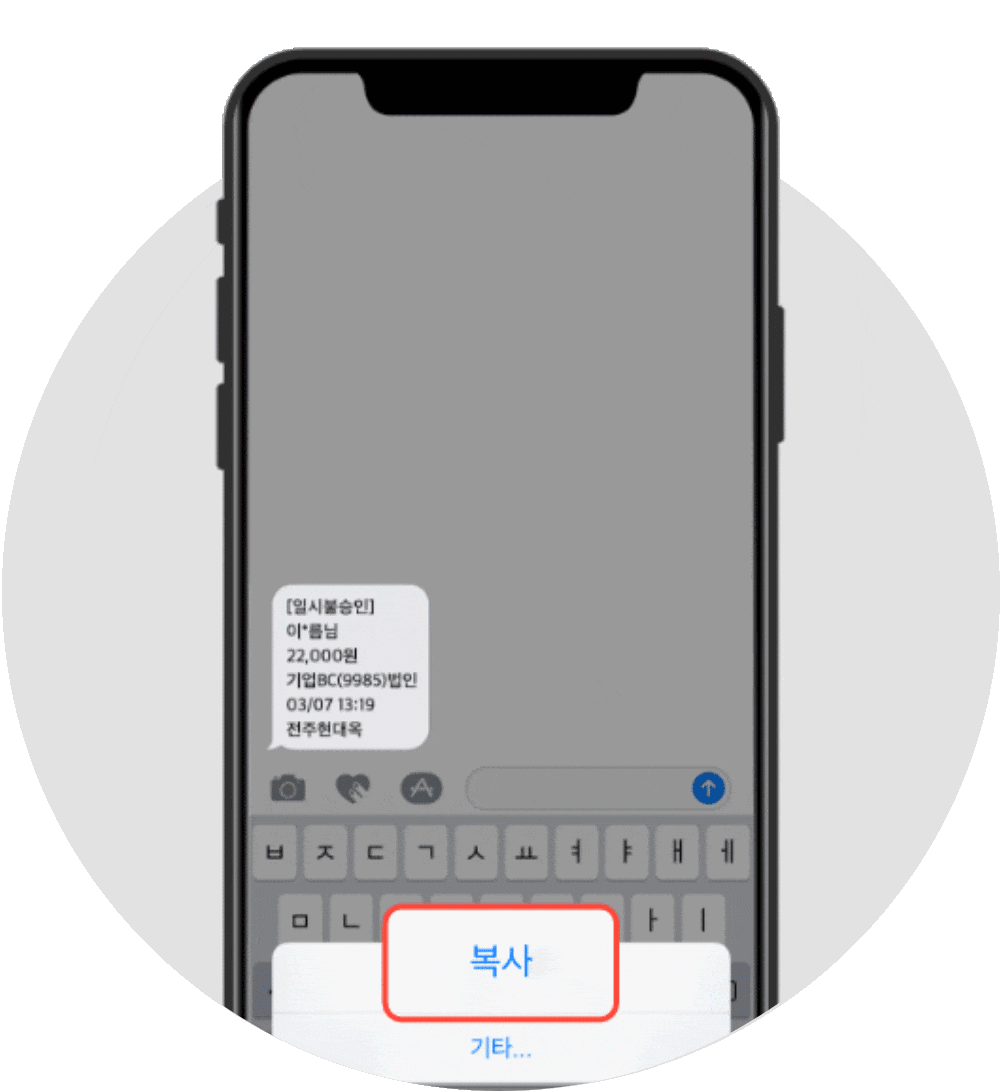 [일시불승인]
이*름님
22,000원
기업BC(9985)법인
03/07 13:19
전주현대옥
ㅂ ㅈ ㄷ ㄱ ㅅ ㅛ ㅕ ㅑ ㅐ ㅔ
ㅁ ㄴ ㅏ ㅣ
복사
기타...